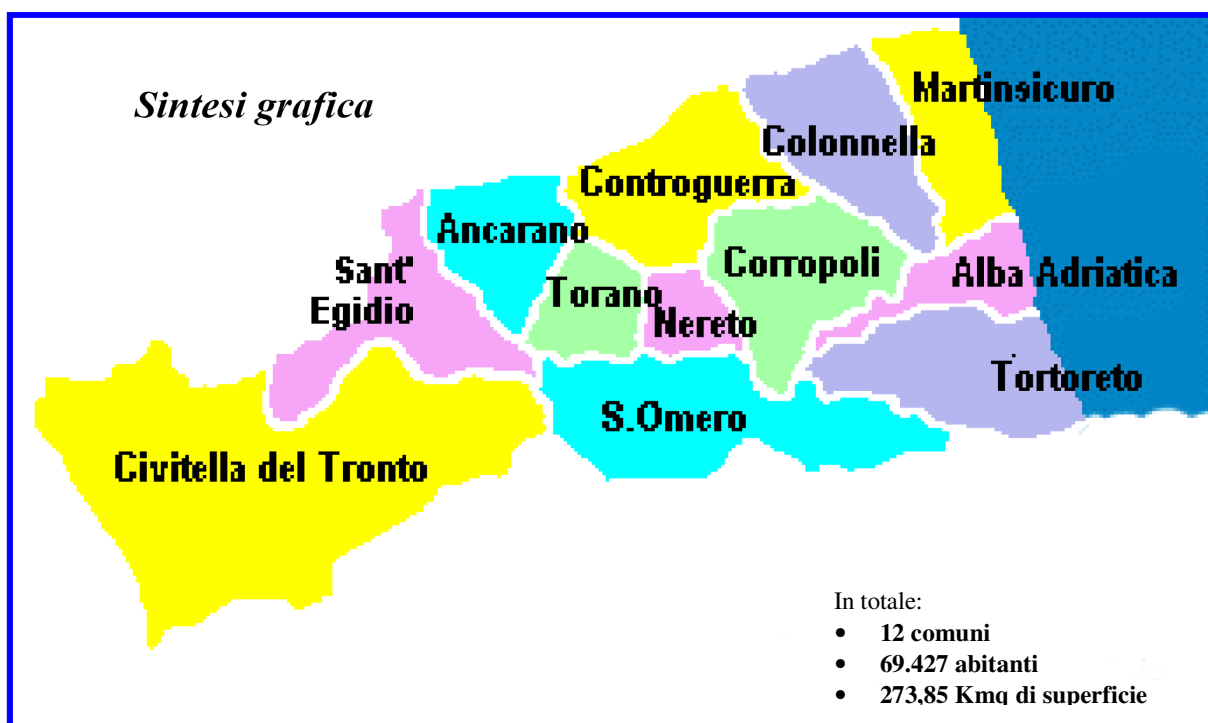 Sintesi grafica
Martinsicuro
Colonnella
Controguerra
Ancarano
Corropoli
Sant'
Egidio
Alba Adriatica
Torano
Nereto
Tortoreto
S.Omero
Civitella del Tronto
In totale:
• 12 comuni
• 69.427 abitanti
• 273,85 Kmq di superficie